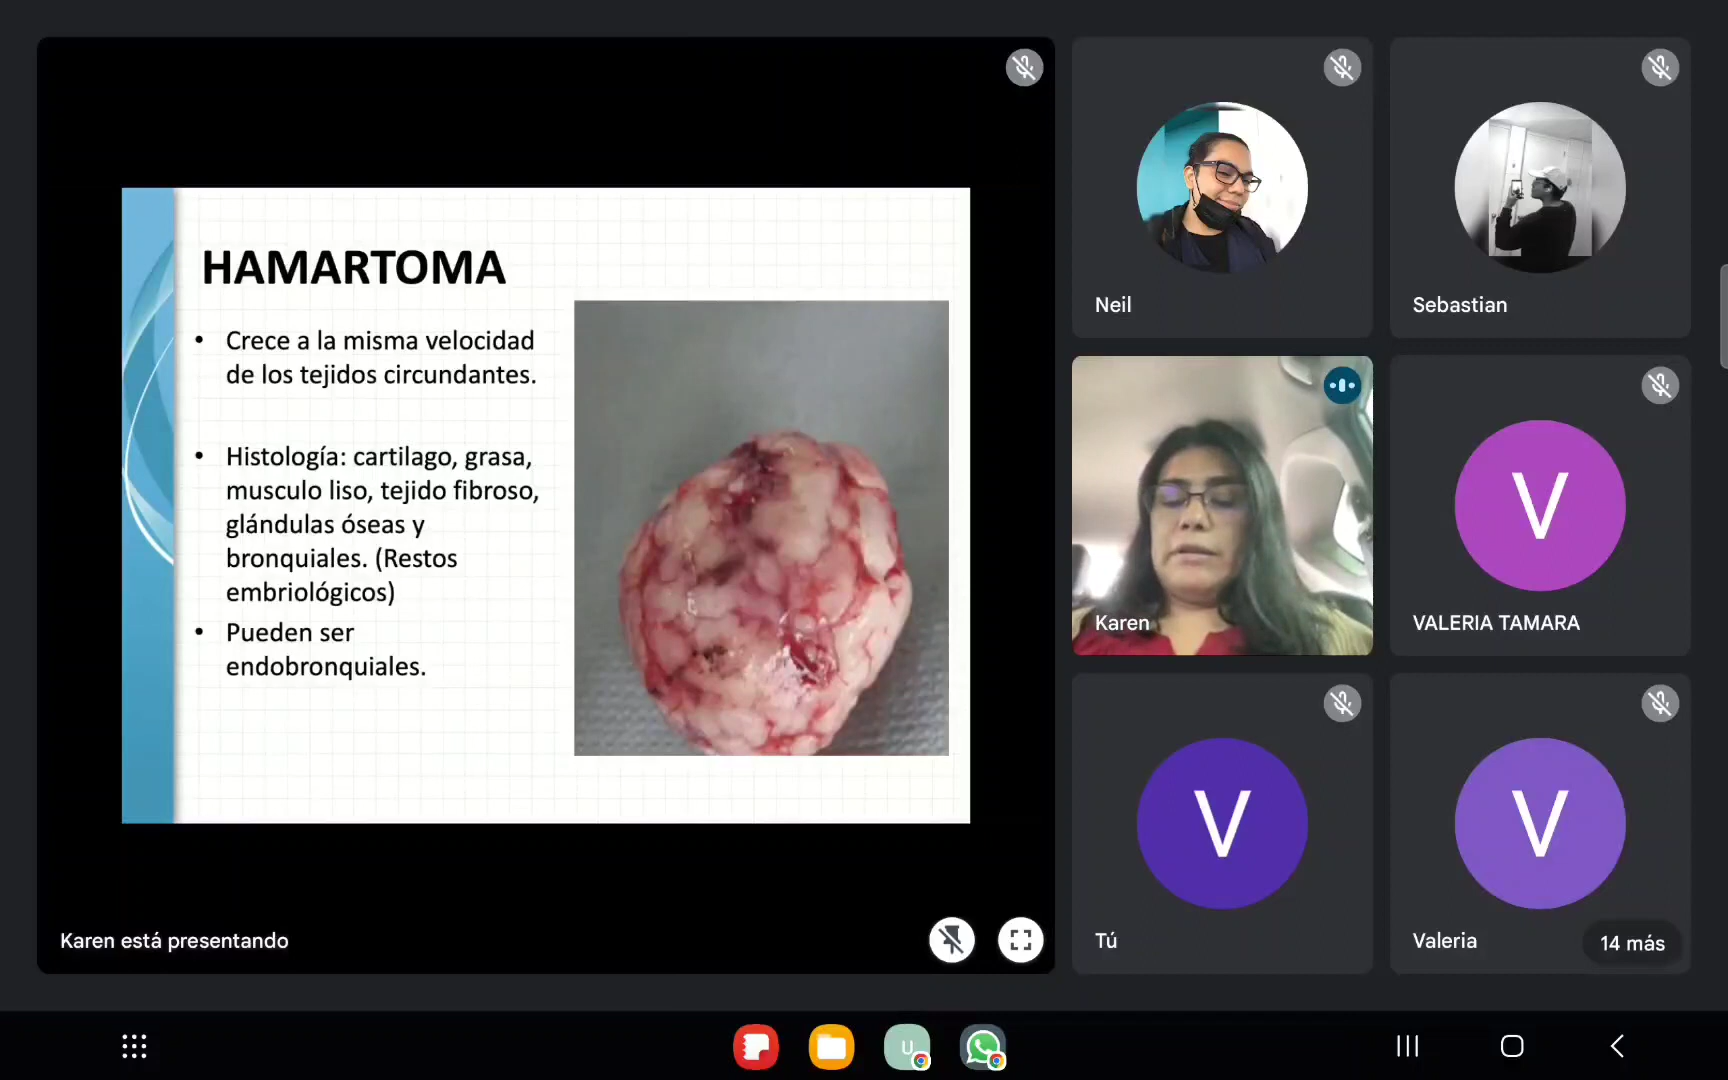 HAMARTOMA
• Crece a la misma velocidad
de los tejidos circundantes.
• Histología: cartilago, grasa,
musculo liso, tejido fibroso,
glándulas óseas y
bronquiales. (Restos
embriológicos)
• Pueden ser
endobronquiales.
Karen está presentando
Neil
Sebastian
Karen
V
VALERIA TAMARA
V
Tú
V
Valeria
14 más
U